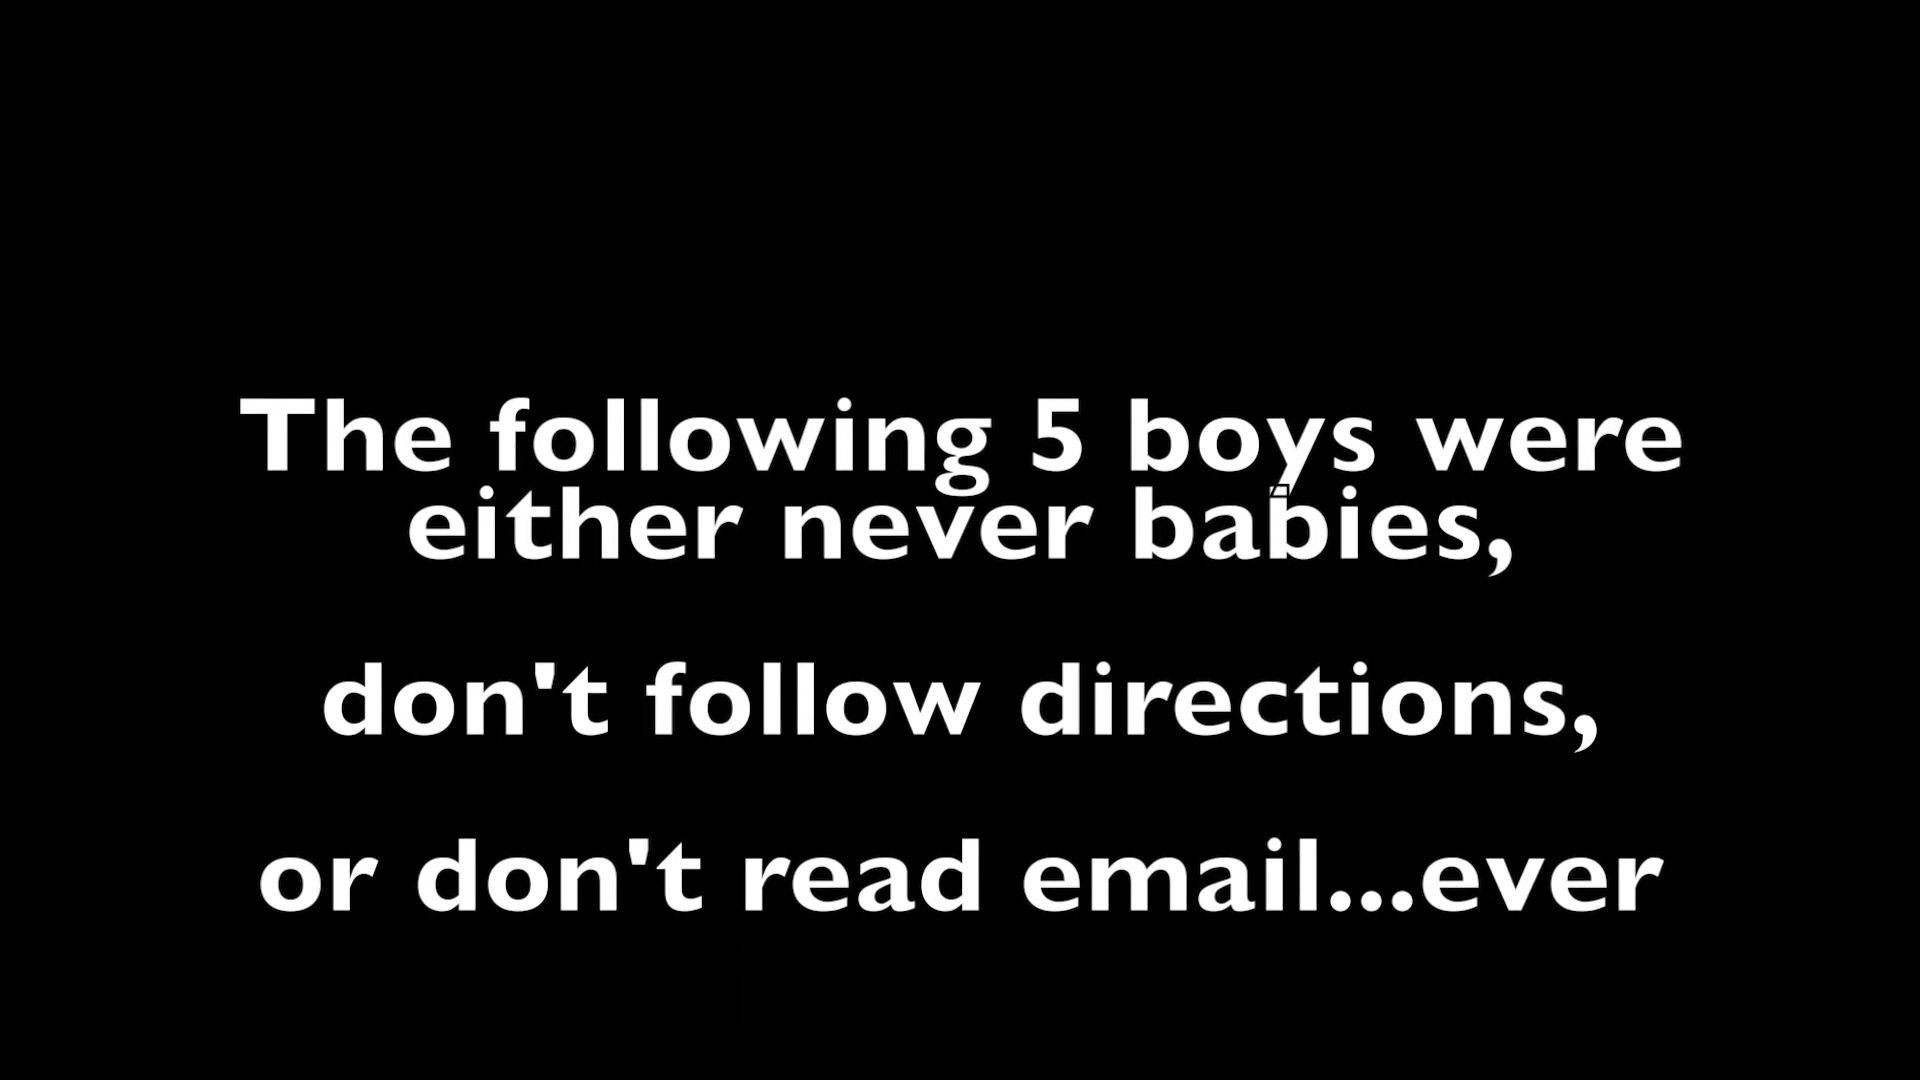 The following 5 boys were
either never babies,
don't follow directions,
or don't read email...ever